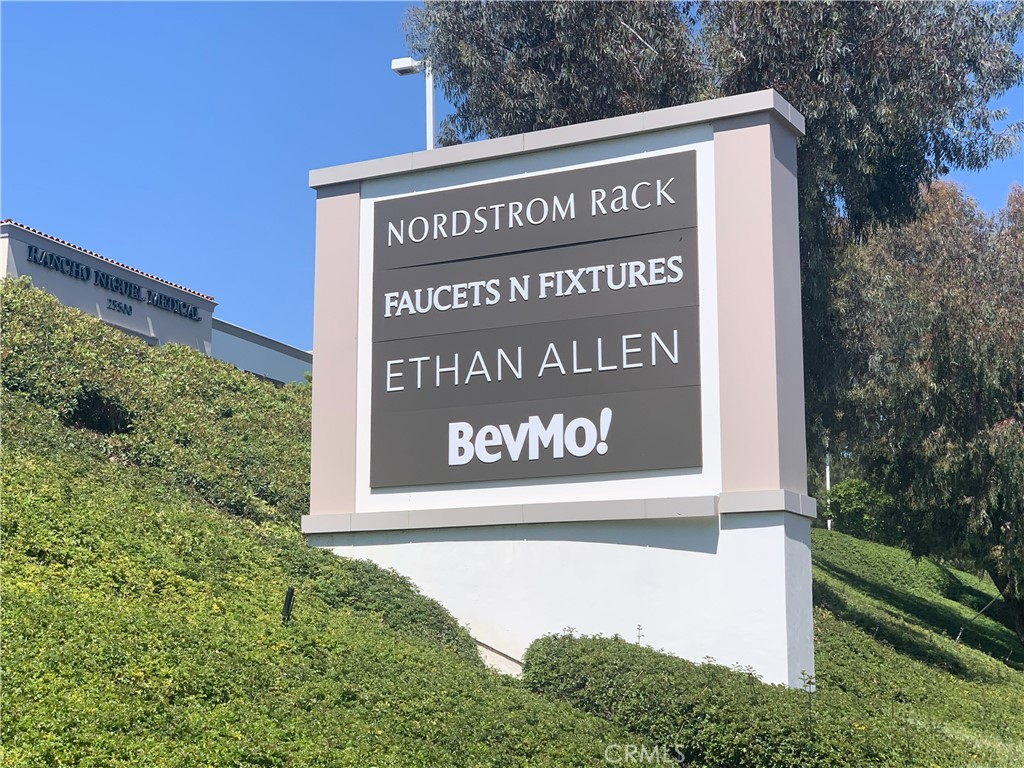 NORDSTROM RACK
FAUCETS N FIXTURES
ETHAN ALLEN
BevMo!
RANCHO NIGUEL MEDICAL
25500
CRMLS